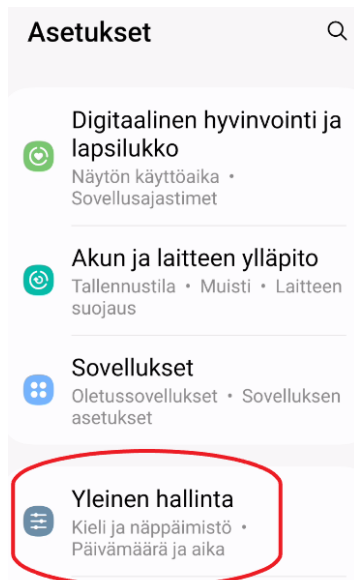 Asetukset
Digitaalinen hyvinvointi ja
lapsilukko
Näytön käyttöaika •
Sovellusajastimet
Akun ja laitteen ylläpito
Tallennustila • Muisti • Laitteen
suojaus
Sovellukset
Oletussovellukset • Sovelluksen
asetukset
Yleinen hallinta
Kieli ja näppäimistö •
Päivämäärä ja aika